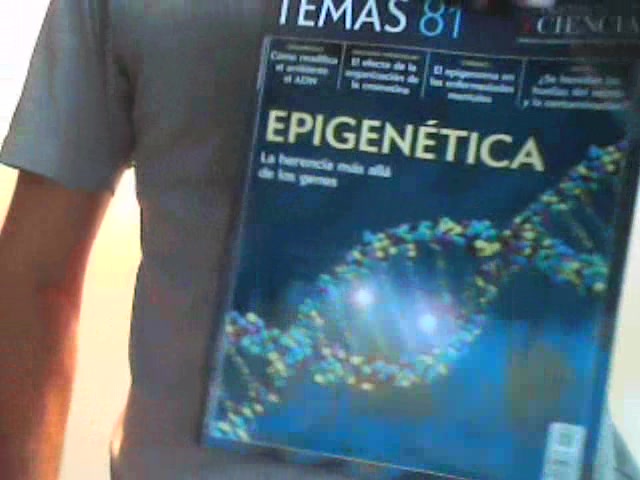 TEMAS 81
CIENCIA
Cómo modifica
el ambiente
el ADN
El efecto de la
organización de
la cromatina
El epigenoma en
las enfermedades
mentales
¿Se heredan las
huellas del
y la contaminación?
EPIGENÉTICA
La herencia más allá
de los genes